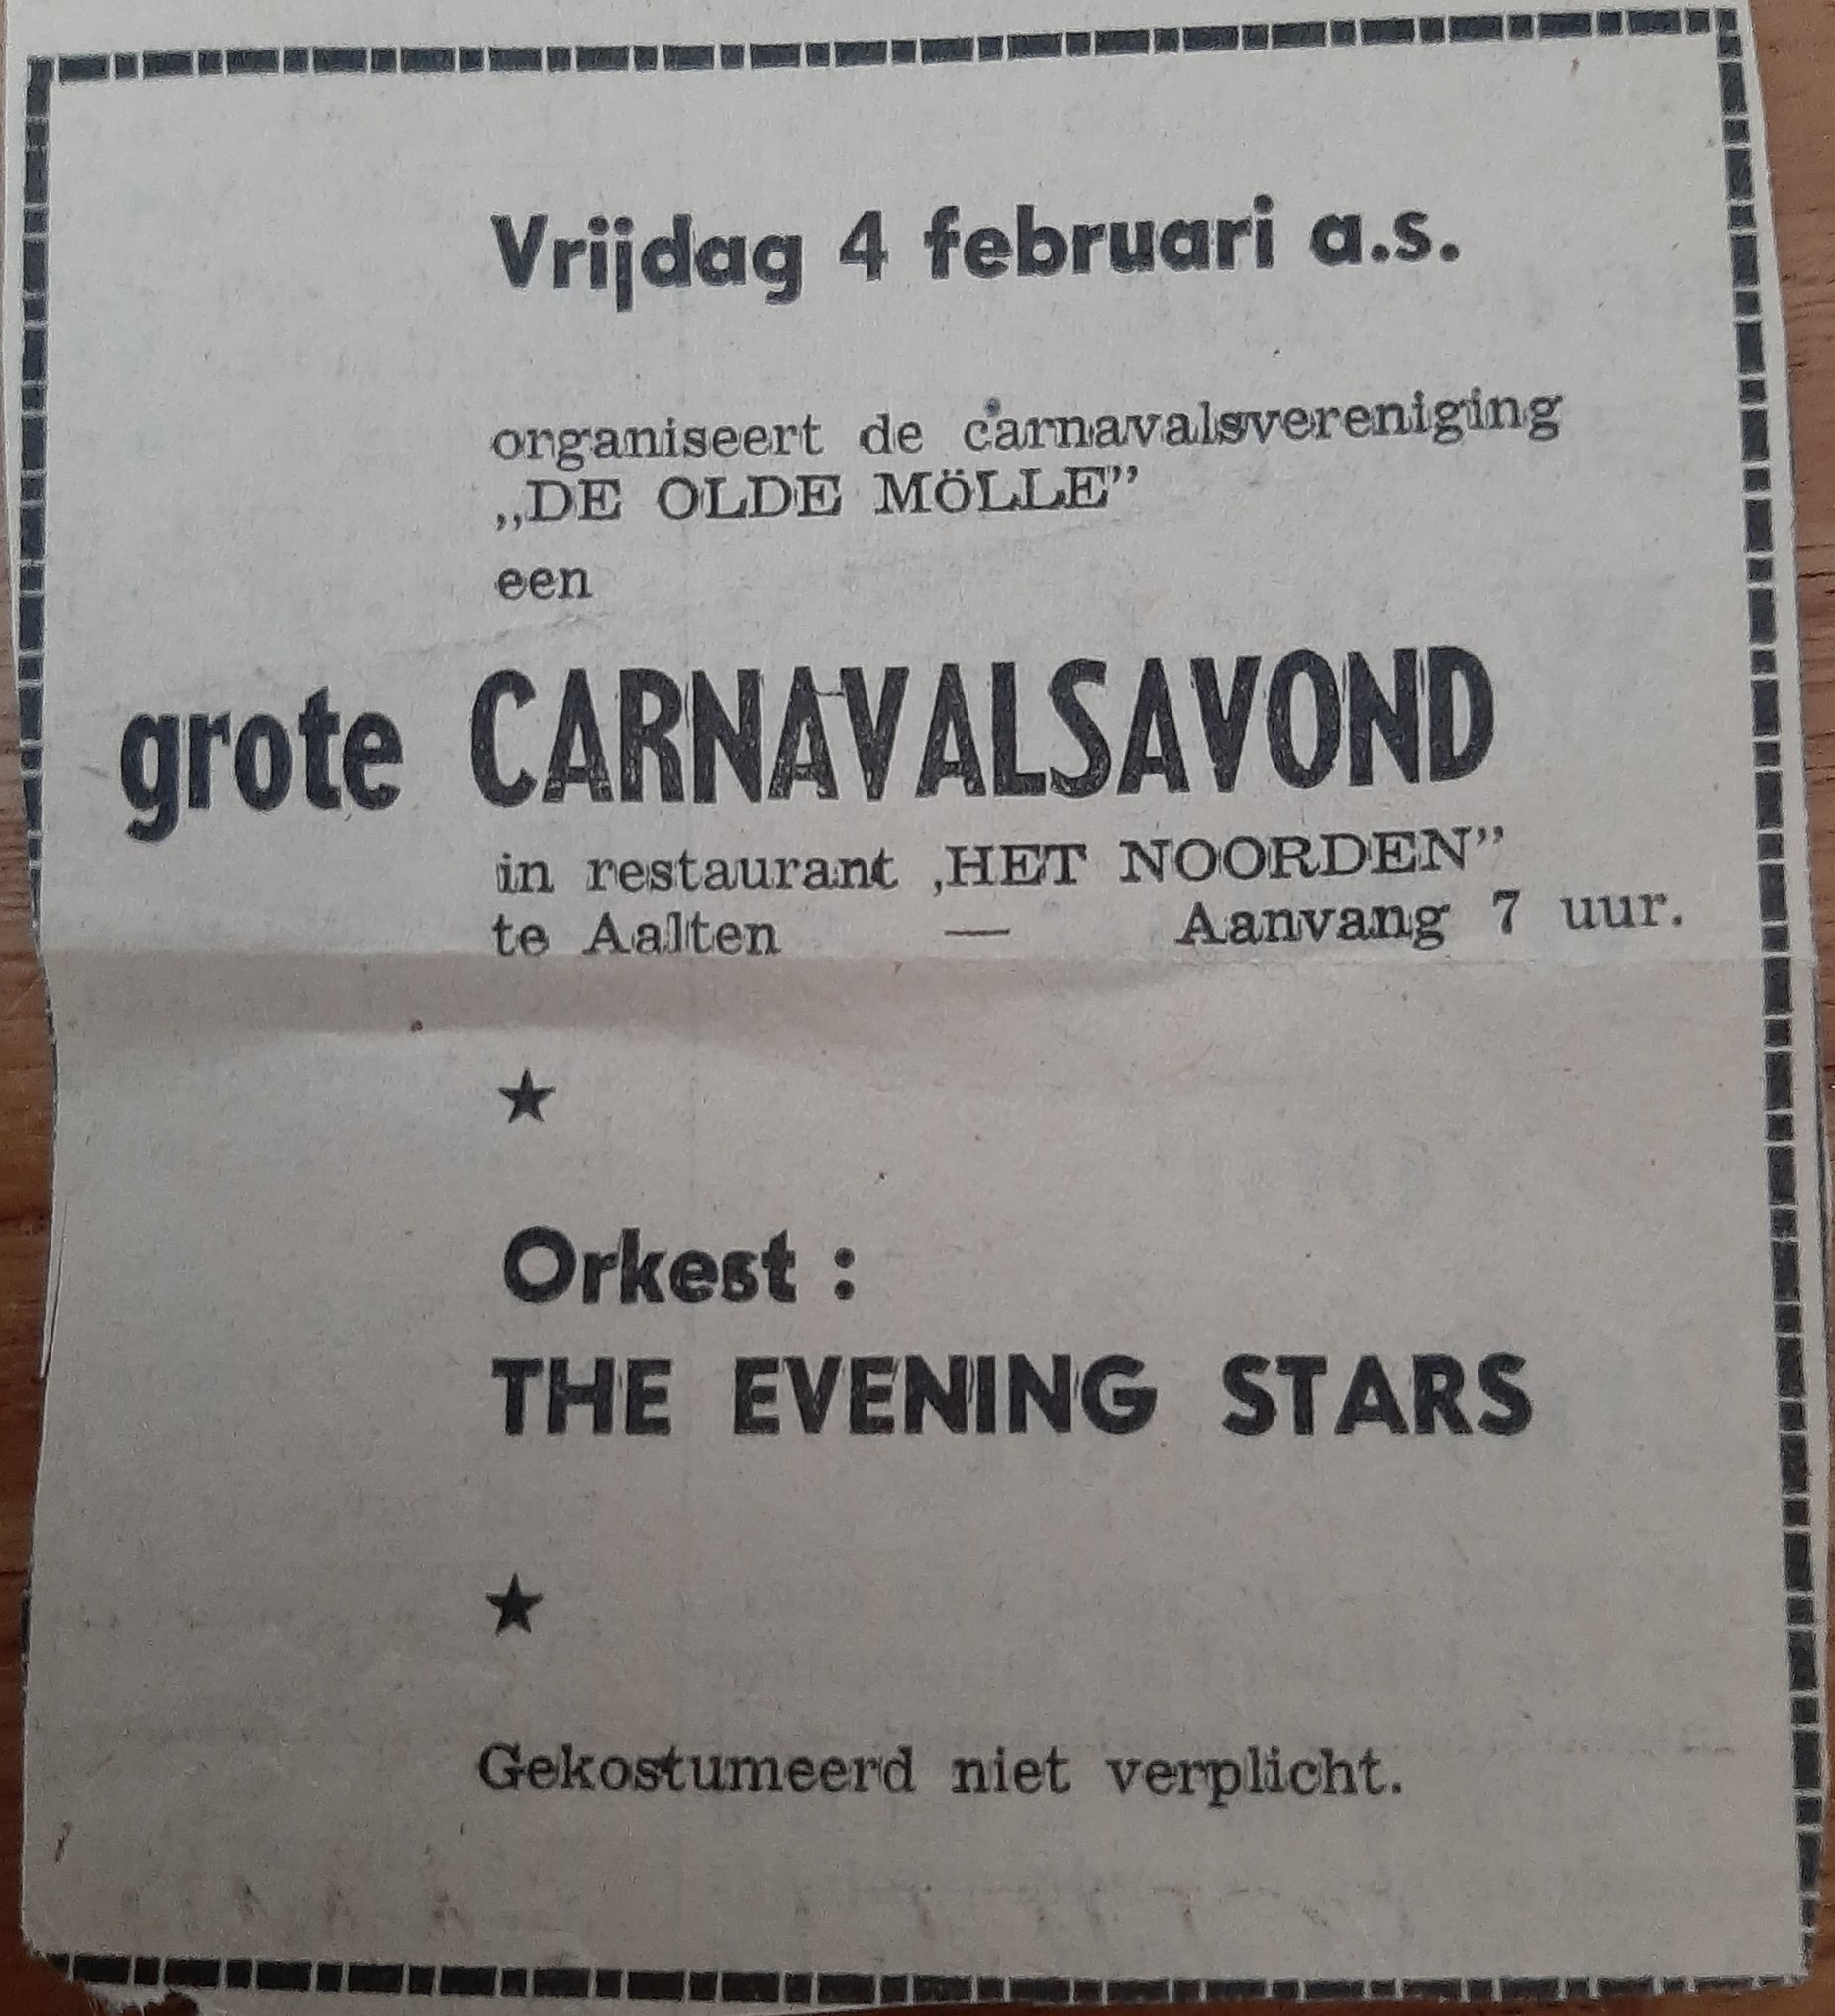 Vrijdag 4 februari a.s.
organiseert de carnavalsvereniging
„DE OLDE MÖLLE”
een
grote CARNAVALSAVOND
in restaurant ‚HET NOORDEN”
te Aalten — Aanvang 7 uur.
★
Orkest :
THE EVENING STARS
★
Gekostumeerd niet verplicht.